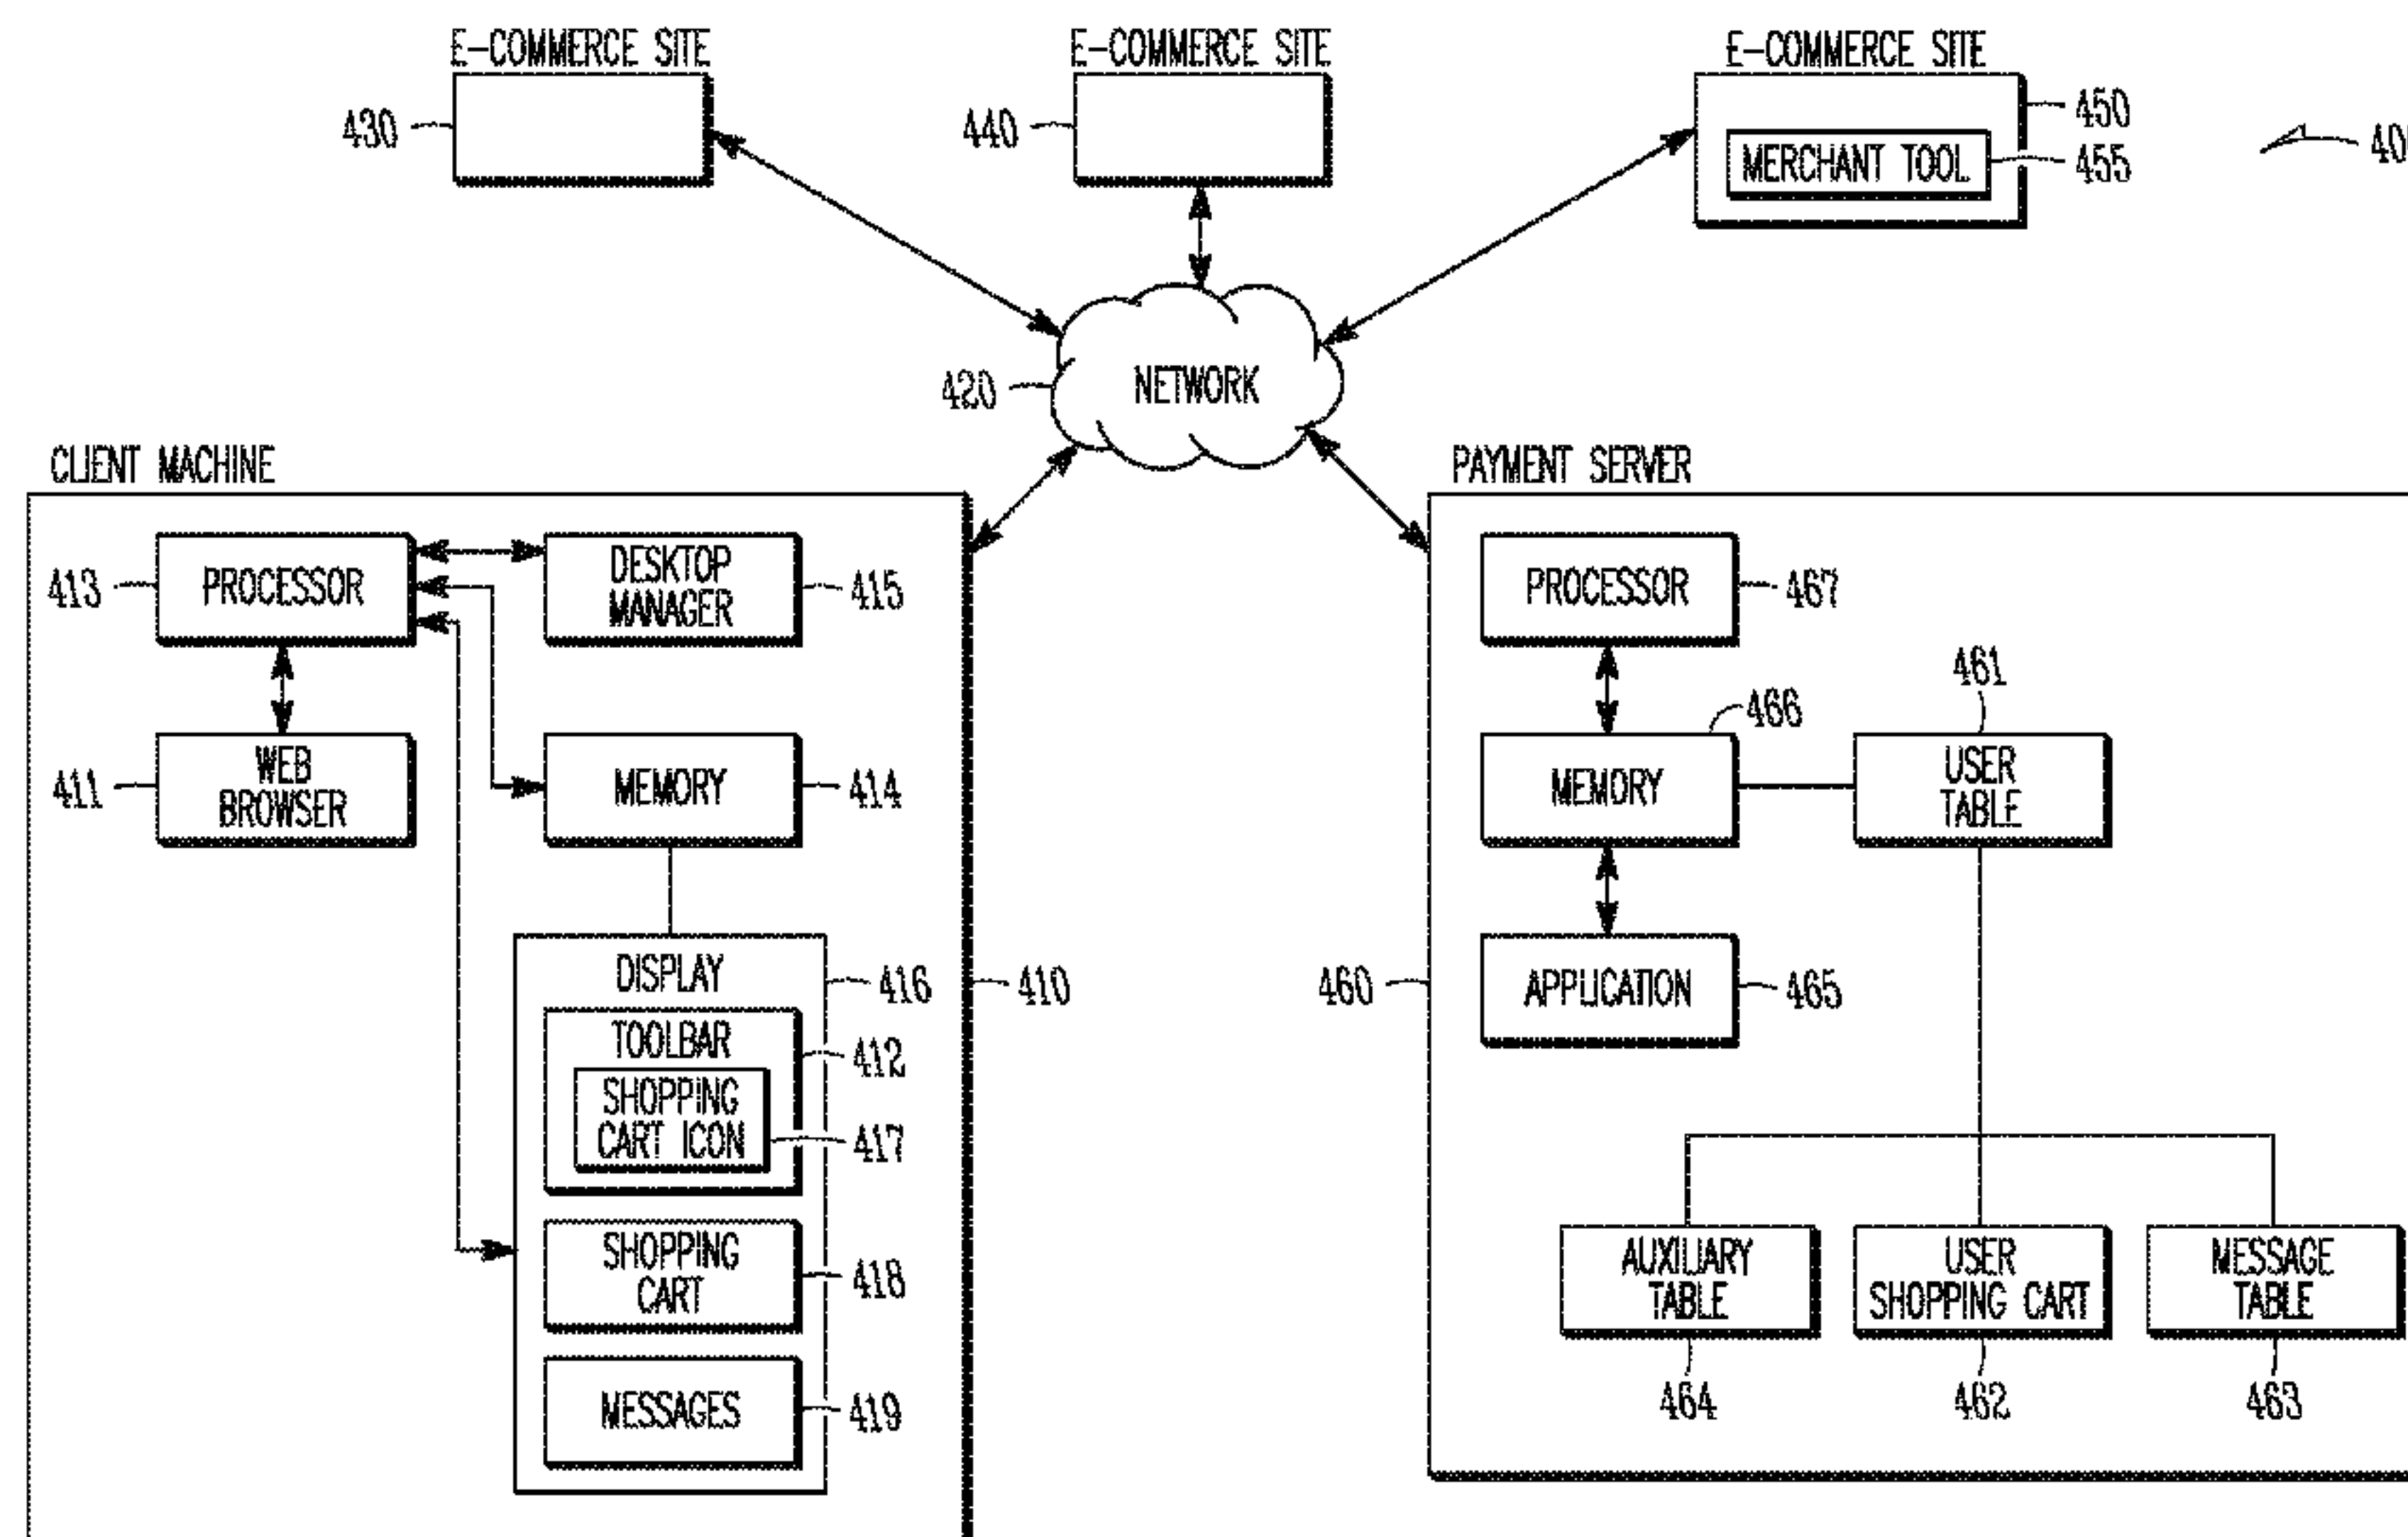 E-COMMERCE SITE
430
E-COMMERCE SITE
440
E-COMMERCE SITE
450
MERCHANT TOOL
455
NETWORK
420
CLIENT MACHINE
PROCESSOR
413
DESKTOP
MANAGER
415
WEB
BROWSER
411
MEMORY
414
DISPLAY
416
410
TOOLBAR
412
SHOPPING
CART ICON
417
SHOPPING
CART
418
MESSAGES
419
PAYMENT SERVER
PROCESSOR
467
461
466
MEMORY
USER
TABLE
460
APPLICATION
465
AUXILIARY
TABLE
USER
SHOPPING CART
MESSAGE
TABLE
464
462
463